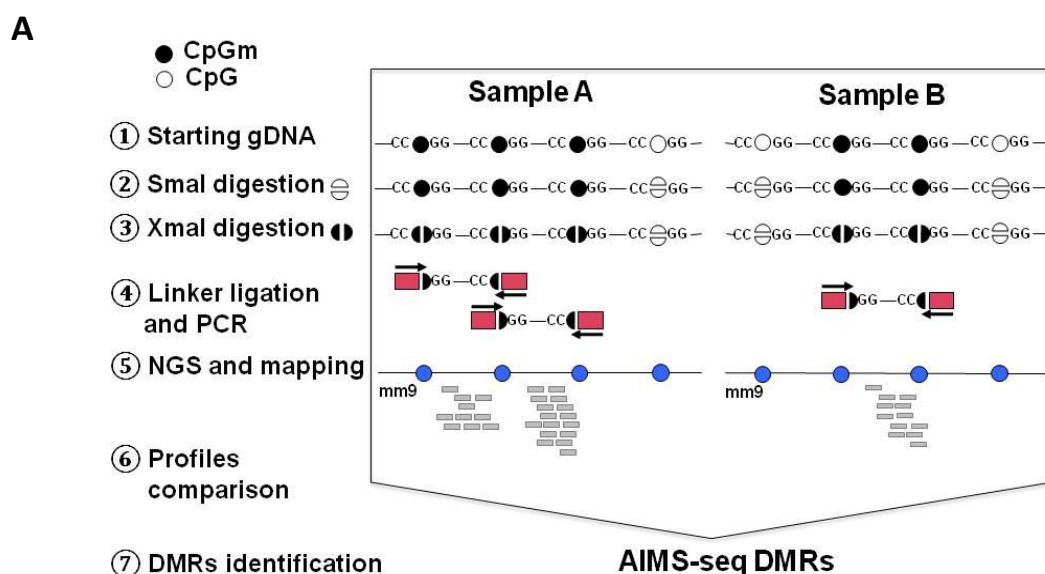 A
CpGm
CpG
Sample A Sample B
① Starting gDNA CC GG—CC GG—CC GG—CC GG CC GG—CC GG—CC GG—CC GG
② SmaI digestion CC GG—CC GG—CC GG—CC GG CC GG—CC GG—CC GG—CC GG
③ XmaI digestion CC GG—CC GG—CC GG—CC GG CC GG—CC GG—CC GG—CC GG
④ Linker ligation
and PCR
GG—CC
GG—CC
GG—CC
⑤ NGS and mapping
mm9 mm9
⑥ Profiles
comparison
⑦ DMRs identification AIMS-seq DMRs